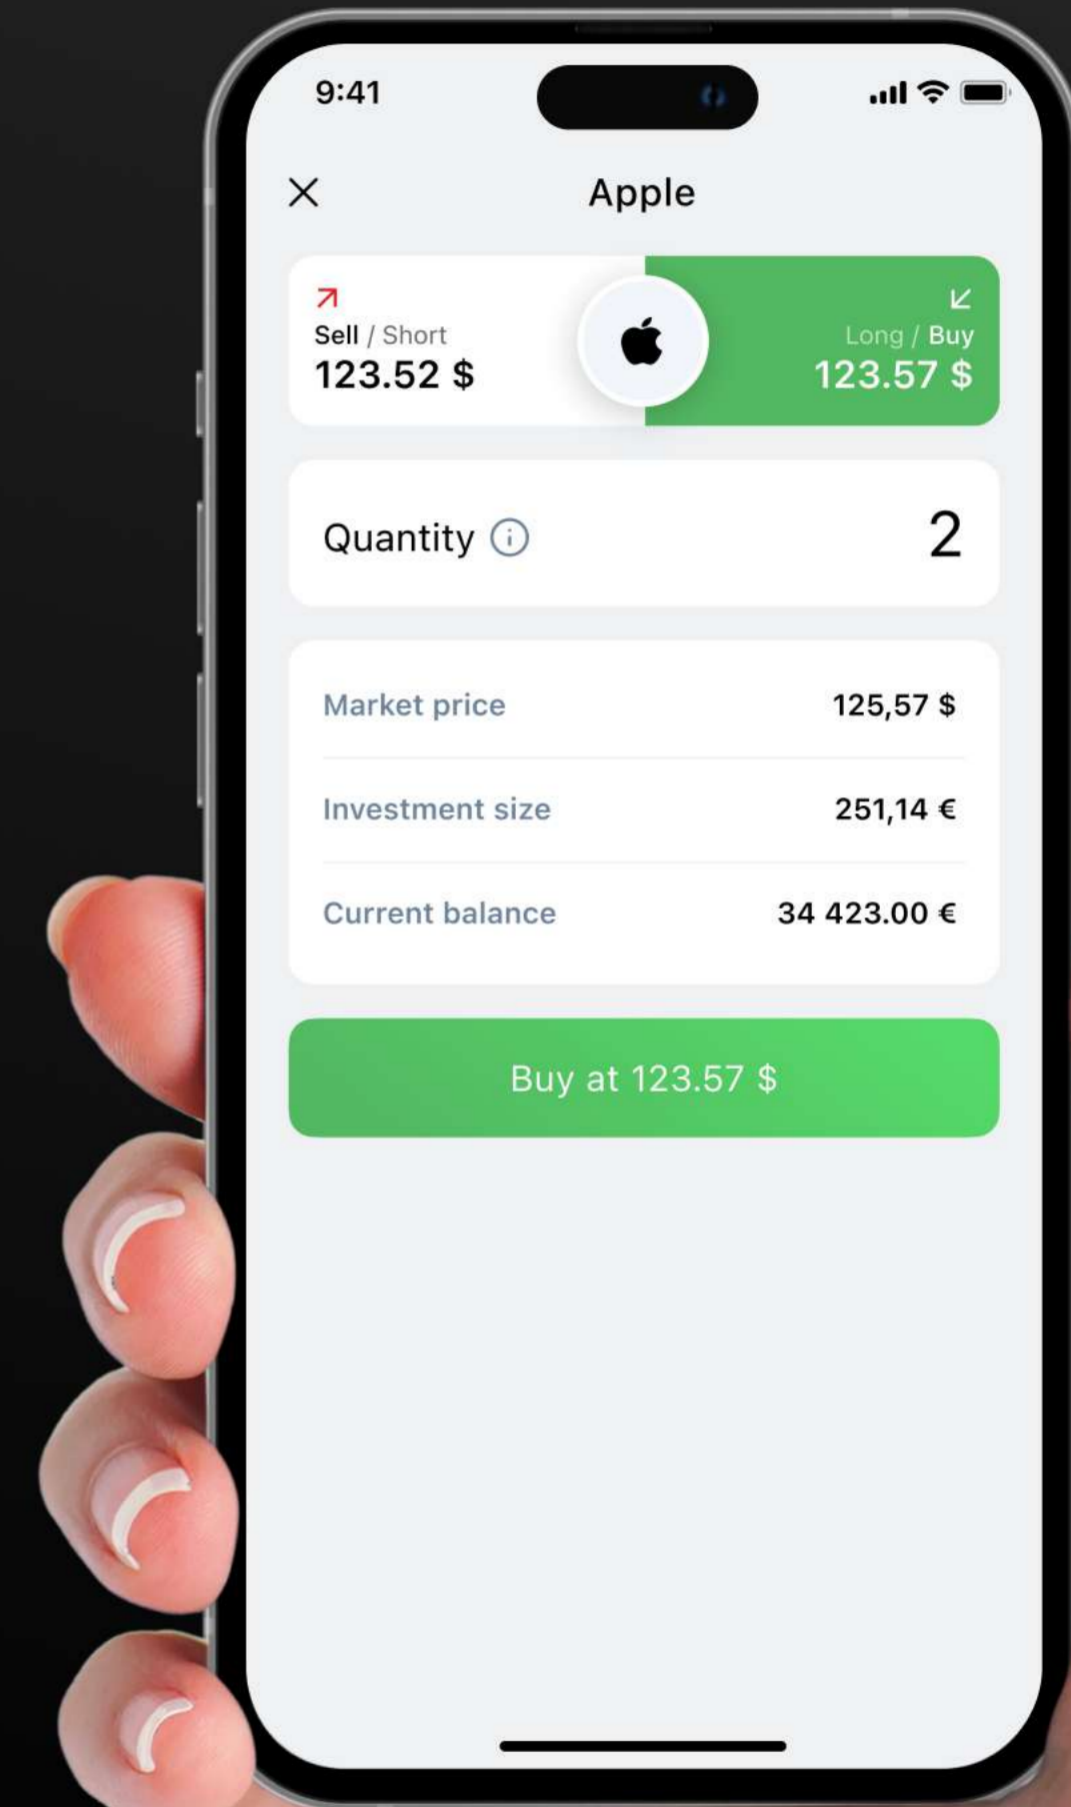 9:41
Apple
Sell / Short
123.52 $
Long / Buy
123.57 $
Quantity
2
Market price
125,57 $
Investment size
251,14 €
Current balance
34 423.00 €
Buy at 123.57 $